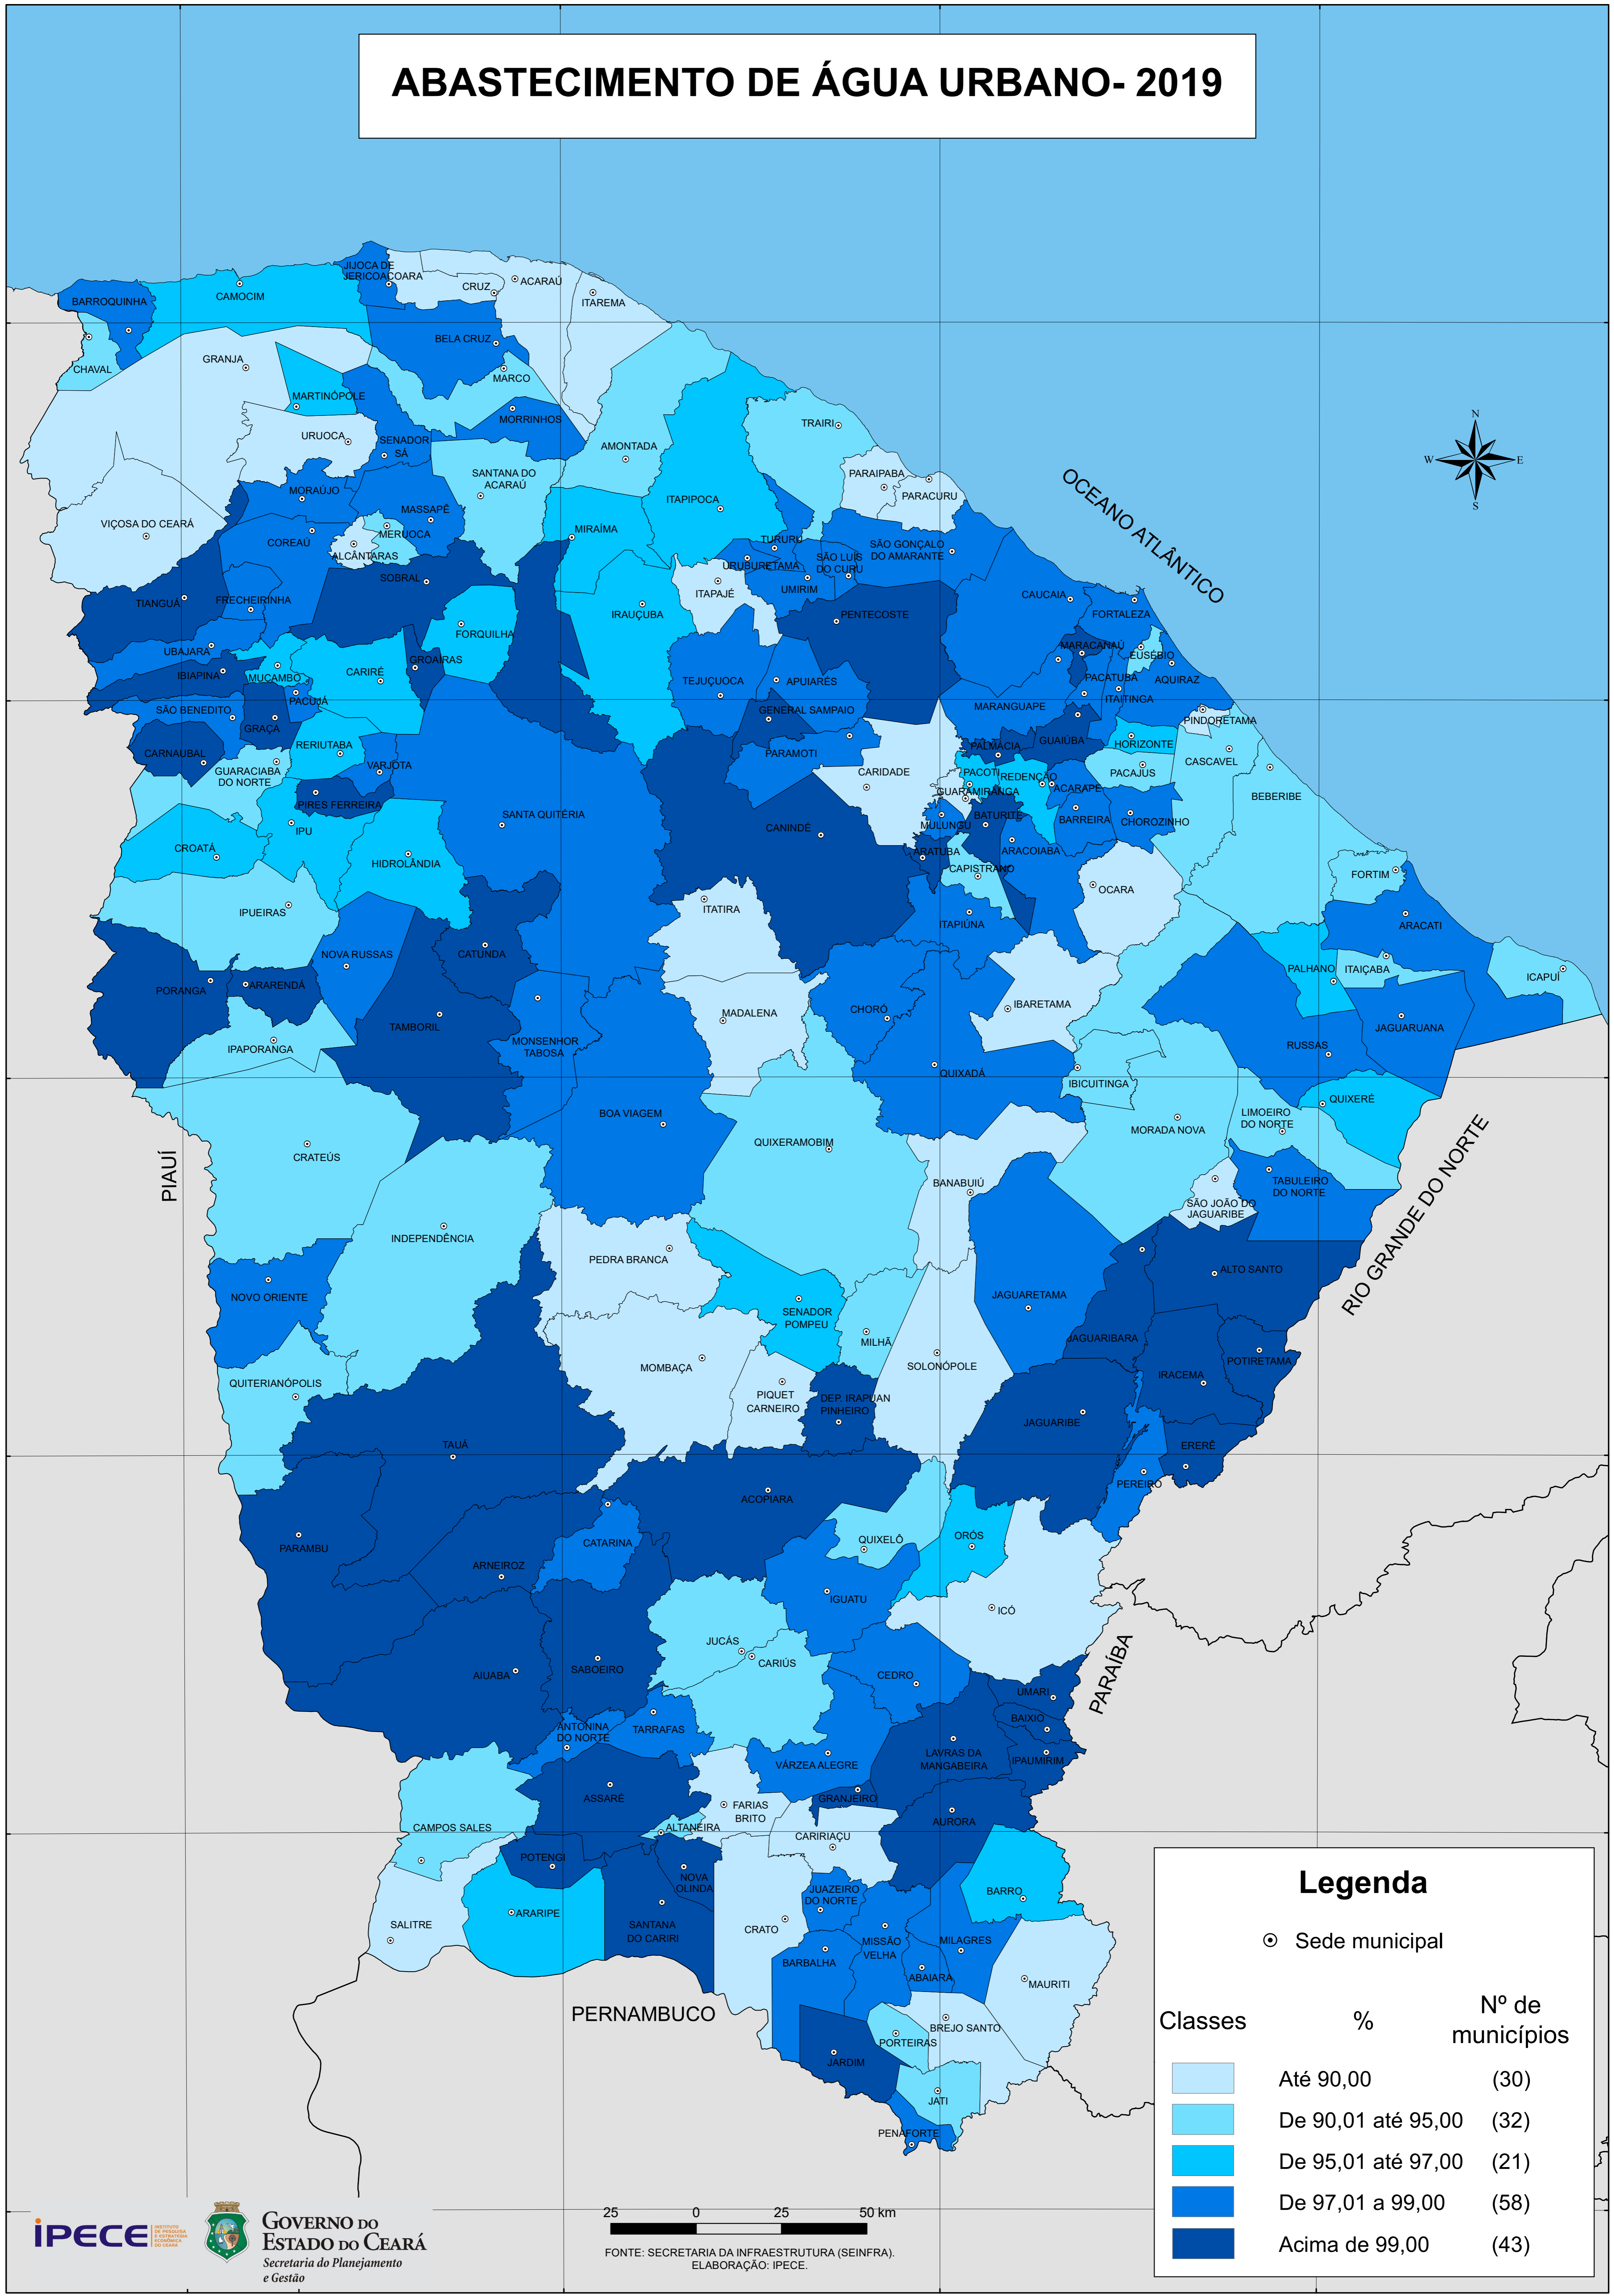 ABASTECIMENTO DE ÁGUA URBANO- 2019
JIJOCA DE
JERICOACOARA
CRUZ
ACARAÚ
ITAREMA
BARROQUINHA
CAMOCIM
BELA CRUZ
CHAVAL
GRANJA
MARCO
MARTINÓPOLE
MORRINHOS
TRAIRI
URUOCA
SENADOR
SÁ
AMONTADA
SANTANA DO
ACARAÚ
PARAIPABA
PARACURU
MORAÚJO
ITAPIPOCA
MASSAPÊ
VIÇOSA DO CEARÁ
MIRAÍMA
MERUOCA
COREAÚ
ALCÂNTARAS
TURURU
SÃO GONÇALO
DO AMARANTE
SÃO LUÍS
DO CURU
URUBURETAMA
UMIRIM
SOBRAL
ITAPAJÉ
CAUCAIA
TIANGUÁ
FRECHEIRINHA
IRAUÇUBA
PENTECOSTE
FORTALEZA
FORQUILHA
MARACANAÚ
EUSÉBIO
UBAJARA
GROAÍRAS
IBIAPINA
MUCAMBO
CARIRÉ
TEJUÇUOCA
APUIARÉS
PACATUBA
AQUIRAZ
ITAITINGA
PACUJÁ
SÃO BENEDITO
GENERAL SAMPAIO
MARANGUAPE
PINDORETAMA
GRAÇA
GUAIÚBA
HORIZONTE
CARNAUBAL
RERIUTABA
PARAMOTI
PALMÁCIA
CASCAVEL
VARJOTA
GUARACIABA
DO NORTE
CARIDADE
PACOTI
REDENÇÃO
PACAJUS
GUARAMIRANGA
ACARAPE
BEBERIBE
PIRES FERREIRA
SANTA QUITÉRIA
MULUNGU
BATURITÉ
BARREIRA
CHOROZINHO
IPU
CANINDÉ
CROATÁ
HIDROLÂNDIA
ARATUBA
ARACOIABA
CAPISTRANO
FORTIM
OCARA
IPUEIRAS
ITATIRA
ITAPIÚNA
ARACATI
NOVA RUSSAS
CATUNDA
PALHANO
ITAIÇABA
ICAPUÍ
PORANGA
ARARENDÁ
IBARETAMA
MADALENA
CHORÓ
TAMBORIL
JAGUARUANA
MONSENHOR
TABOSA
IPAPORANGA
RUSSAS
QUIXADÁ
IBICUITINGA
QUIXERÉ
BOA VIAGEM
LIMOEIRO
DO NORTE
QUIXERAMOBIM
MORADA NOVA
CRATEÚS
BANABUIÚ
TABULEIRO
DO NORTE
SÃO JOÃO DO
JAGUARIBE
INDEPENDÊNCIA
PEDRA BRANCA
ALTO SANTO
NOVO ORIENTE
SENADOR
POMPEU
JAGUARETAMA
MILHÃ
JAGUARIBARA
MOMBAÇA
SOLONÓPOLE
POTIRETAMA
IRACEMA
QUITERIANÓPOLIS
PIQUET
CARNEIRO
DEP. IRAPUAN
PINHEIRO
JAGUARIBE
TAUÁ
ERERÊ
PEREIRO
ACOPIARA
QUIXELÔ
ORÓS
PARAMBU
CATARINA
ARNEIROZ
IGUATU
ICÓ
JUCÁS
CARIÚS
AIUABA
SABOEIRO
CEDRO
UMARI
BAIXIO
ANTONINA
DO NORTE
TARRAFAS
LAVRAS DA
MANGABEIRA
IPAUMIRIM
VÁRZEA ALEGRE
ASSARÉ
GRANJEIRO
FARIAS
BRITO
CAMPOS SALES
ALTANEIRA
AURORA
CARIRIAÇU
POTENGI
NOVA
OLINDA
JUAZEIRO
DO NORTE
BARRO
ARARIPE
SALITRE
SANTANA
DO CARIRI
CRATO
MISSÃO
VELHA
MILAGRES
BARBALHA
ABAIARA
MAURITI
BREJO SANTO
PORTEIRAS
JARDIM
JATI
PENAFORTE
OCEANO ATLÂNTICO
N
W
E
S
PIAUÍ
RIO GRANDE DO NORTE
PARAÍBA
PERNAMBUCO
Legenda
Sede municipal
Classes % Nº de
municípios
Até 90,00 (30)
De 90,01 até 95,00 (32)
De 95,01 até 97,00 (21)
De 97,01 a 99,00 (58)
Acima de 99,00 (43)
25 0 25 50 km
FONTE: SECRETARIA DA INFRAESTRUTURA (SEINFRA).
ELABORAÇÃO: IPECE.
iPECE
INSTITUTO
DE PESQUISA
E ESTRATÉGIA
ECONÔMICA
DO CEARÁ
GOVERNO DO
ESTADO DO CEARÁ
Secretaria do Planejamento
e Gestão